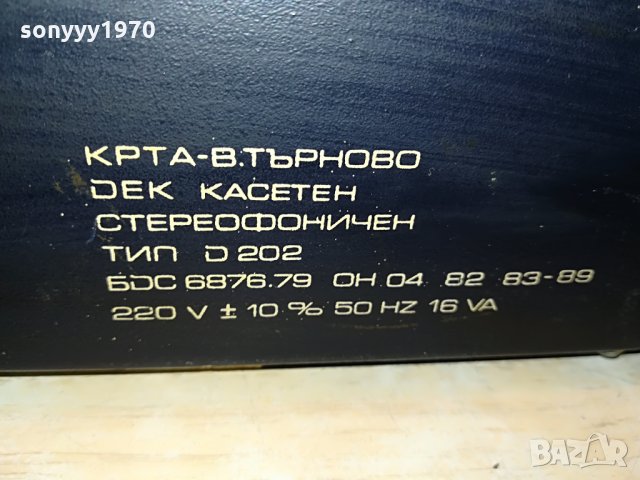 sonyyy1970
КРТА-В.ТЪРНОВО
DEK КАСЕТЕН
СТЕРЕОФОНИЧЕН
ТИП D 202
БДС 6876.79 ОН 04 82 83-89
220 V ± 10 % 50 HZ 16 VA
BAZAR